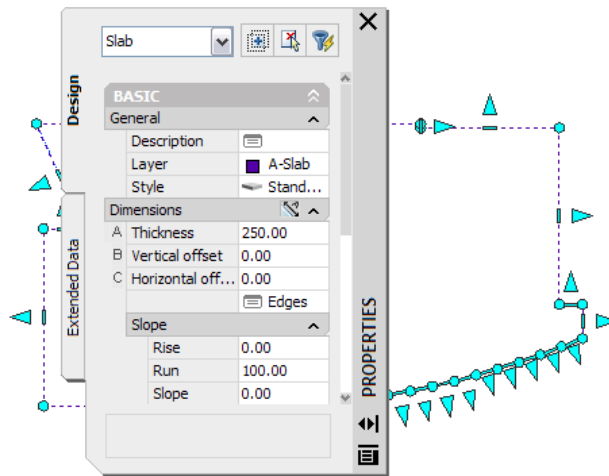 Slab
Design
Extended Data
BASIC
General
Description
Layer A-Slab
Style Stand...
Dimensions
A Thickness 250.00
B Vertical offset 0.00
C Horizontal off... 0.00
Edges
Slope
Rise 0.00
Run 100.00
Slope 0.00
PROPERTIES